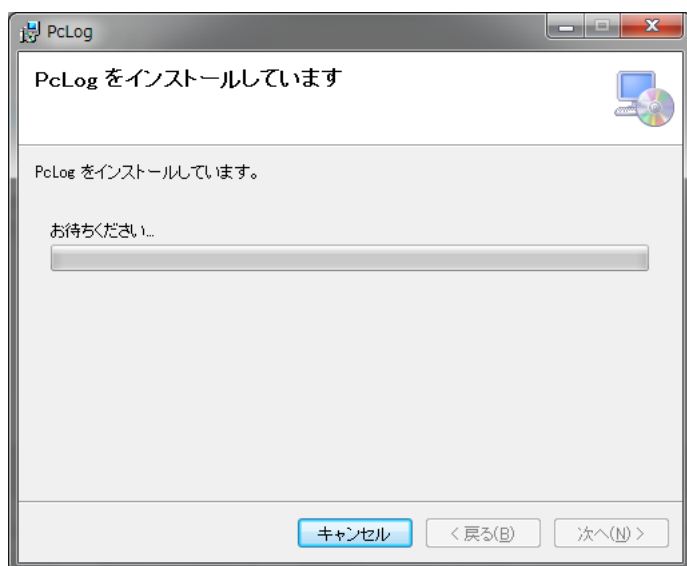 PcLog
PcLog をインストールしています
PcLog をインストールしています。
お待ちください...
キャンセル
< 戻る(B)
次へ(N) >